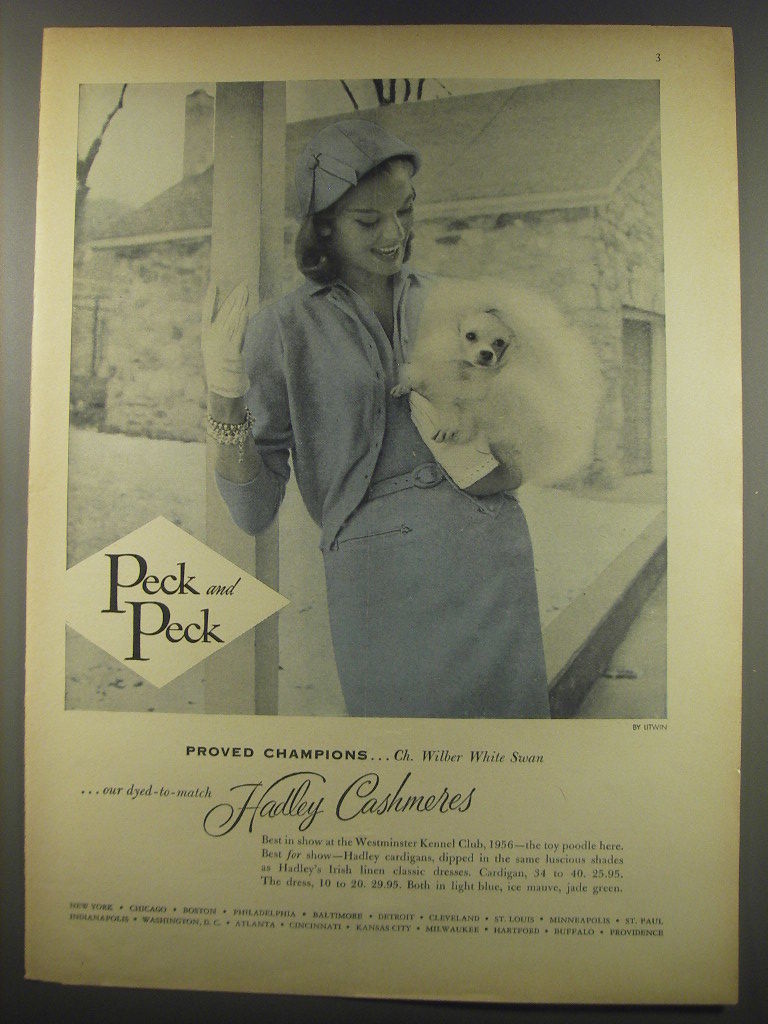 3
Peck and
Peck
BY LITWIN
PROVED CHAMPIONS... Ch. Wilber White Swan
...our dyed-to-match Hadley Cashmeres
Best in show at the Westminster Kennel Club, 1956—the toy poodle here.
Best for show—Hadley cardigans, dipped in the same luscious shades
as Hadley's Irish linen classic dresses. Cardigan, 34 to 40. 25.95.
The dress, 10 to 20. 29.95. Both in light blue, ice mauve, jade green.
NEW YORK • CHICAGO • BOSTON • PHILADELPHIA • BALTIMORE • DETROIT • CLEVELAND • ST. LOUIS • MINNEAPOLIS • ST. PAUL
INDIANAPOLIS • WASHINGTON, D. C. • ATLANTA • CINCINNATI • KANSAS CITY • MILWAUKEE • HARTFORD • BUFFALO • PROVIDENCE